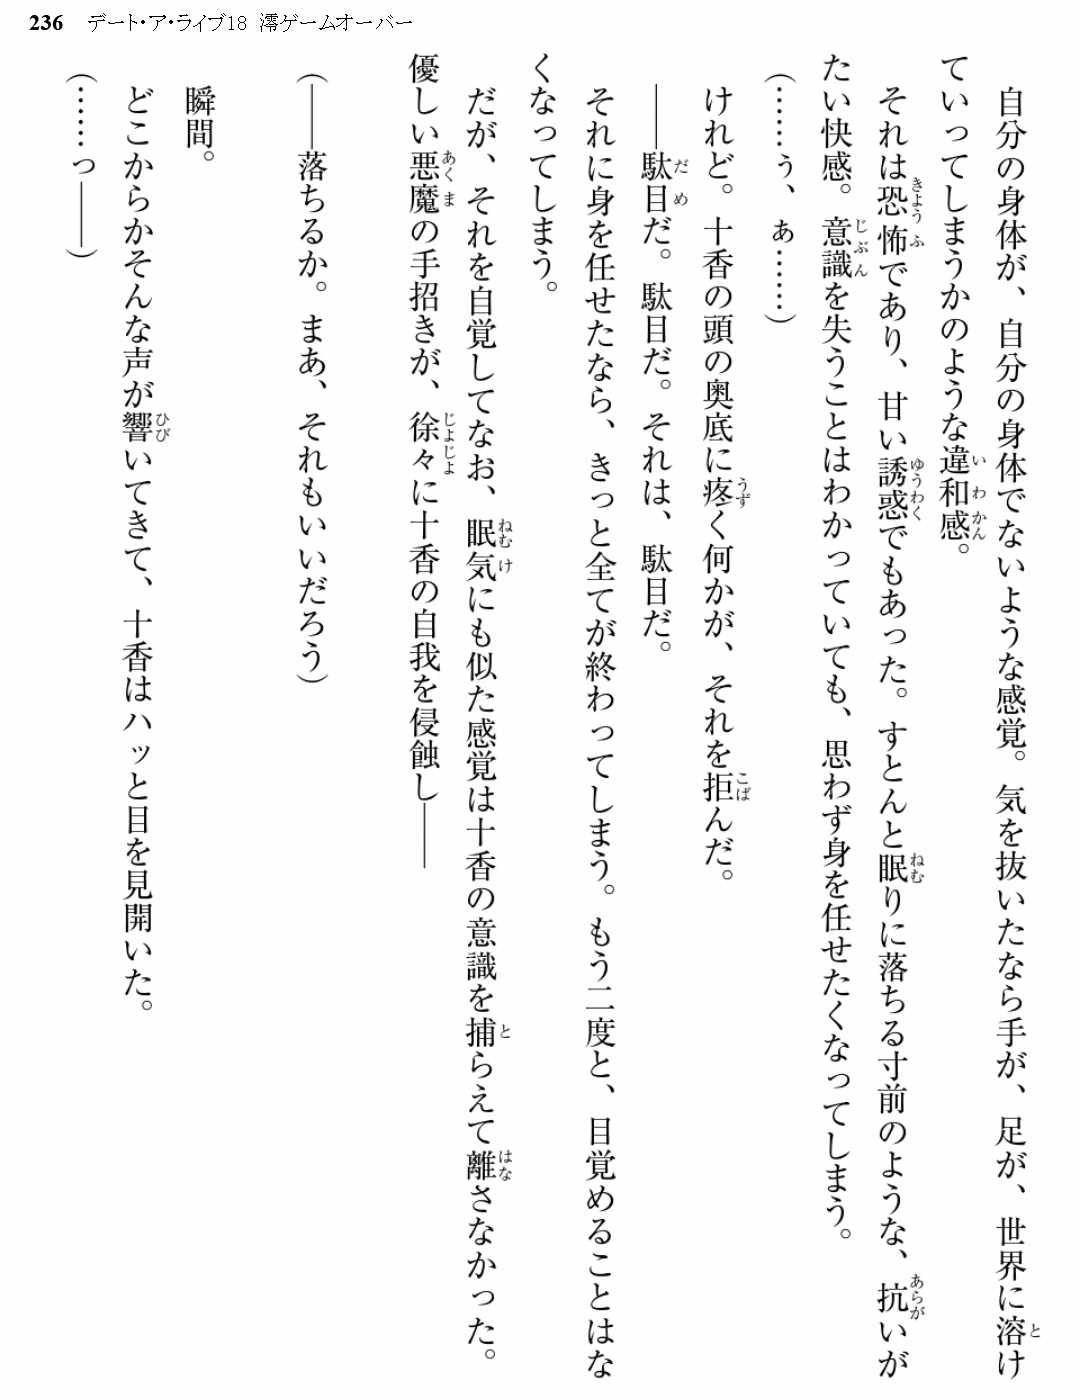 236 デート・ア・ライブ18 澪ゲームオーバー
自分の身体が、自分の身体でないような感覚。気を抜いたなら手が、足が、世界に溶け
ていってしまうかのような違和感。
それは恐怖であり、甘い誘惑でもあった。すとんと眠りに落ちる寸前のような、抗いが
たい快感。意識を失うことはわかっていても、思わず身を任せたくなってしまう。
（……ぅ、ぁ……）
けれど。十香の頭の奥底に疼く何かが、それを拒んだ。
――駄目だ。駄目だ。それは、駄目だ。
それに身を任せたなら、きっと全てが終わってしまう。もう二度と、目覚めることはな
くなってしまう。
だが、それを自覚してなお、眠気にも似た感覚は十香の意識を捕らえて離さなかった。
優しい悪魔の手招きが、徐々に十香の自我を侵蝕し――
（――落ちるか。まあ、それもいいだろう）
瞬間。
どこからかそんな声が響いてきて、十香はハッと目を見開いた。
（……っ――）